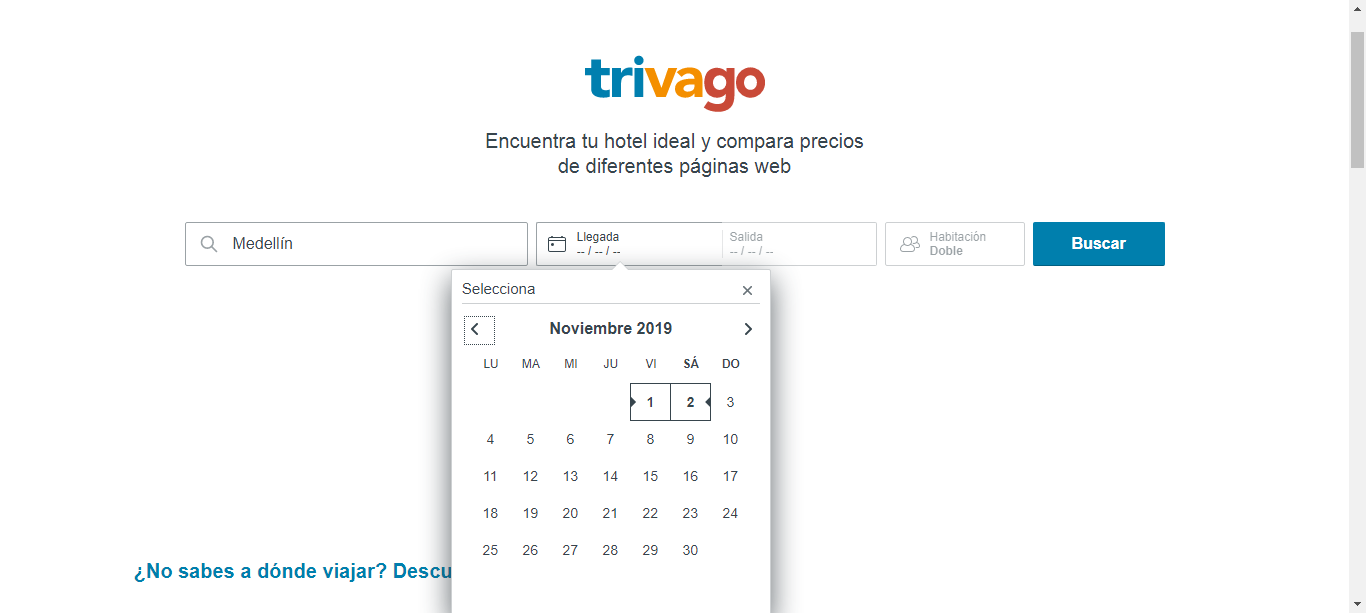 trivago
Encuentra tu hotel ideal y compara precios
de diferentes páginas web
Medellín
Llegada
-- / -- / --
Salida
-- / -- / --
Habitación
Doble
Buscar
Selecciona
Noviembre 2019
LU MA MI JU VI SÁ DO
1 2 3
4 5 6 7 8 9 10
11 12 13 14 15 16 17
18 19 20 21 22 23 24
25 26 27 28 29 30
¿No sabes a dónde viajar? Descu